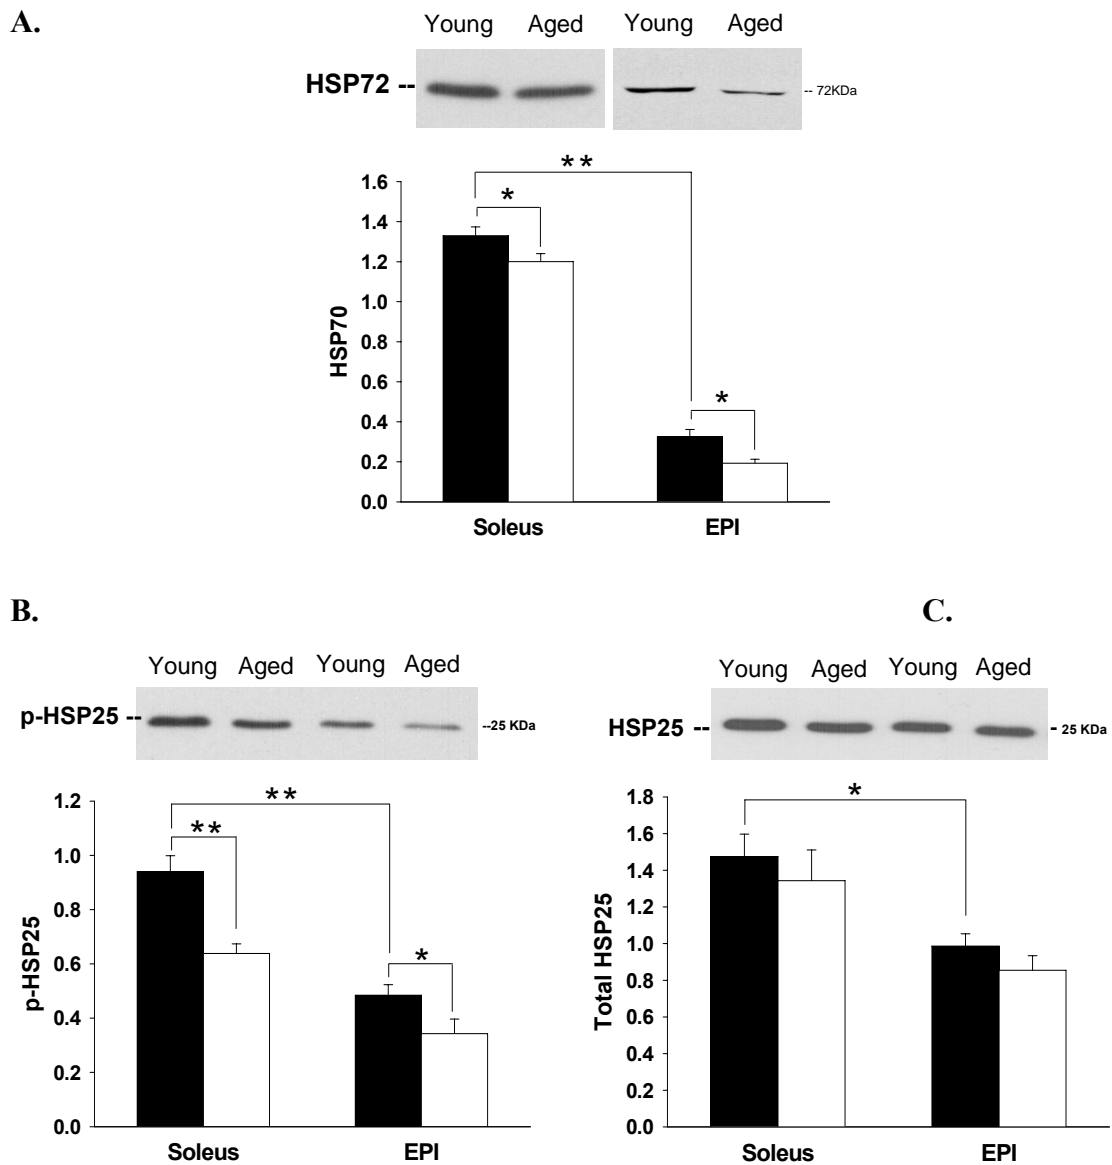 A.
Young Aged Young Aged
HSP72 -- -- 72KDa
**
1.6
*
1.4
1.2
1.0
0.8
HSP70
0.6
*
0.4
0.2
0.0
Soleus EPI
B.
Young Aged Young Aged
p-HSP25 -- --25 KDa
1.2
**
**
1.0
0.8
p-HSP25
0.6
*
0.4
0.2
0.0
Soleus EPI
C.
Young Aged Young Aged
HSP25 -- - 25 KDa
*
1.8
1.6
1.4
1.2
Total HSP25
1.0
0.8
0.6
0.4
0.2
0.0
Soleus EPI